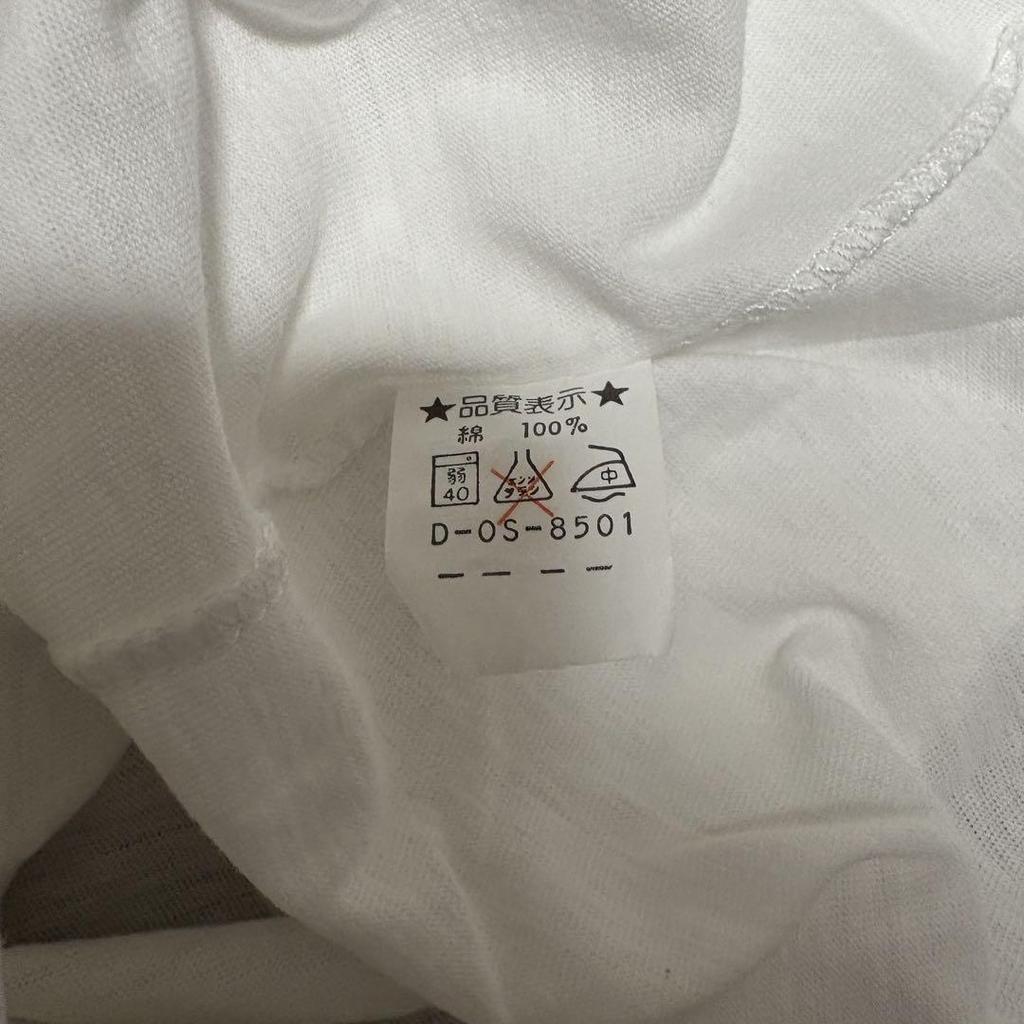 ★品質表示★
綿 100%
弱 エンソ 中
40 サラシ
D-OS-8501